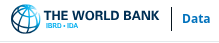 THE WORLD BANK
IBRD • IDA
Data